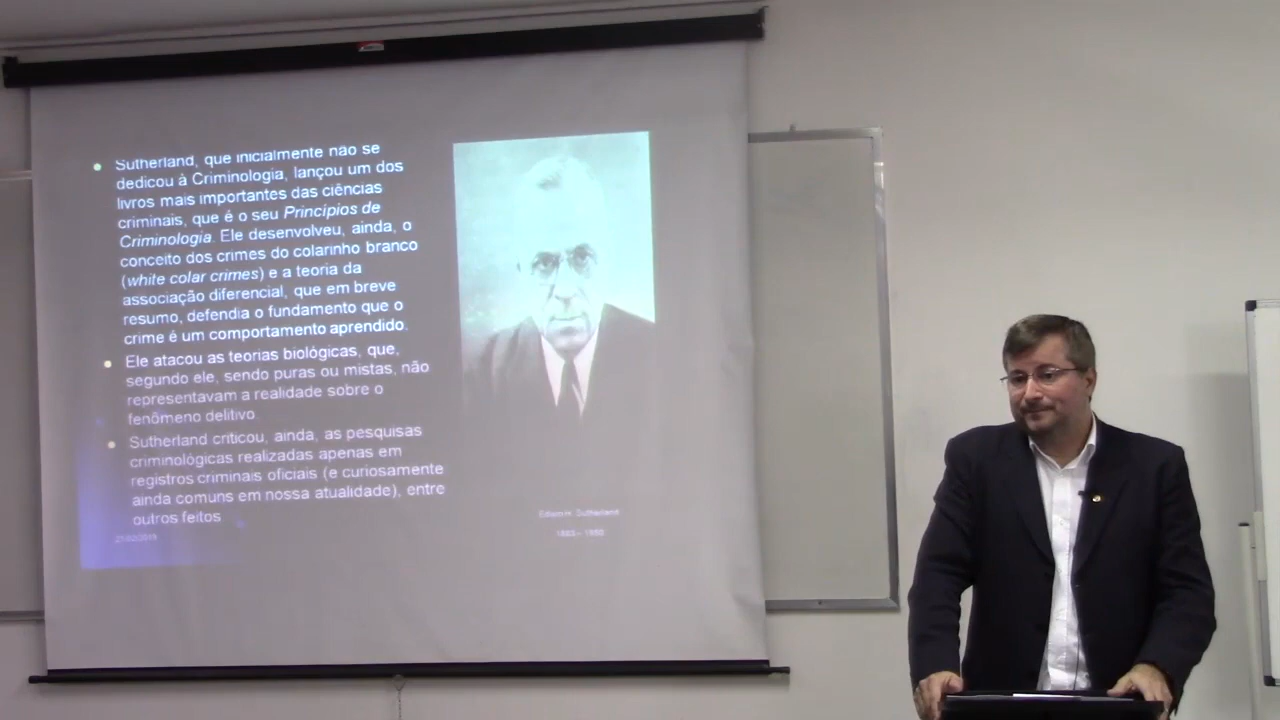 Sutherland, que inicialmente não se
dedicou à Criminologia, lançou um dos
livros mais importantes das ciências
criminais, que é o seu Princípios de
Criminologia. Ele desenvolveu, ainda, o
conceito dos crimes do colarinho branco
(white colar crimes) e a teoria da
associação diferencial, que em breve
resumo, defendia o fundamento que o
crime é um comportamento aprendido.
Ele atacou as teorias biológicas, que,
segundo ele, sendo puras ou mistas, não
representavam a realidade sobre o
fenômeno delitivo.
Sutherland criticou, ainda, as pesquisas
criminológicas realizadas apenas em
registros criminais oficiais (e curiosamente
ainda comuns em nossa atualidade), entre
outros feitos
Edwin H. Sutherland
1883 – 1950